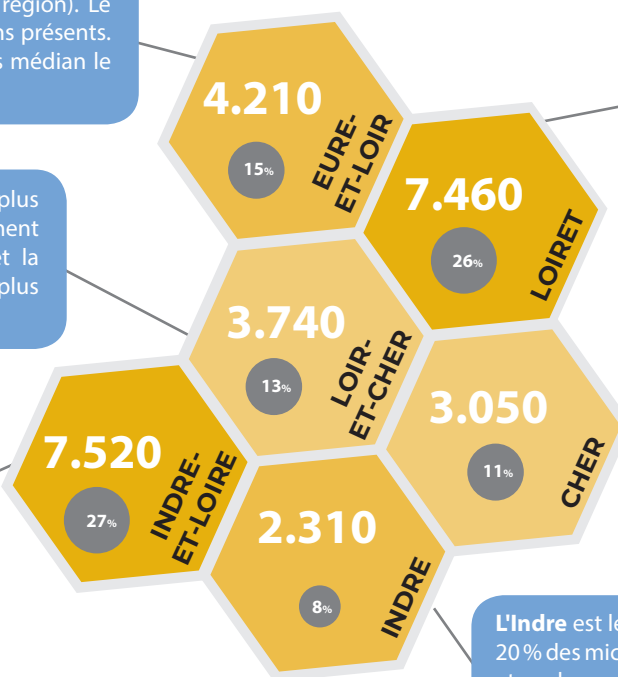 région). Le
ns présents.
s médian le
4.210
15%
EURE-
ET-LOIR
7.460
26%
LOIRET
plus
ment
et la
plus
3.740
13%
LOIR-
ET-CHER
3.050
11%
CHER
7.520
27%
INDRE-
ET-LOIRE
2.310
8%
INDRE
L'Indre est le
20 % des mic